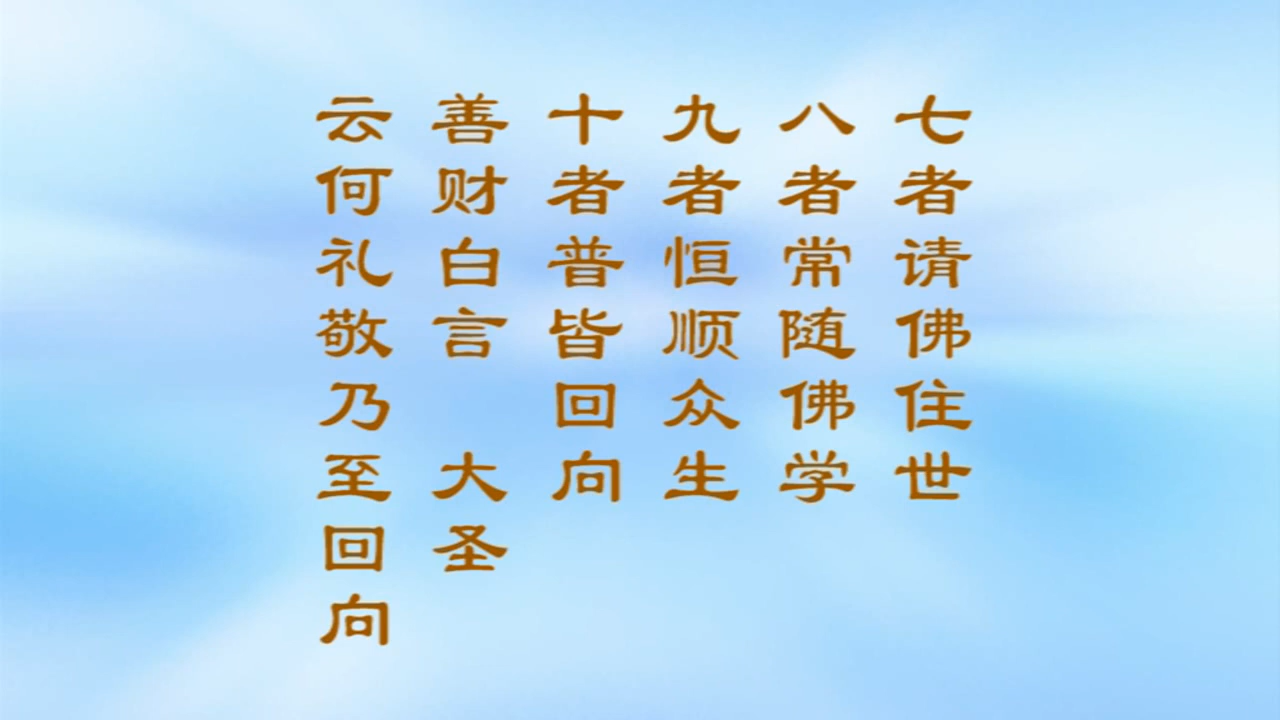 七者请佛住世
八者常随佛学
九者恒顺众生
十者普皆回向
善财白言 大圣
云何礼敬乃至回向